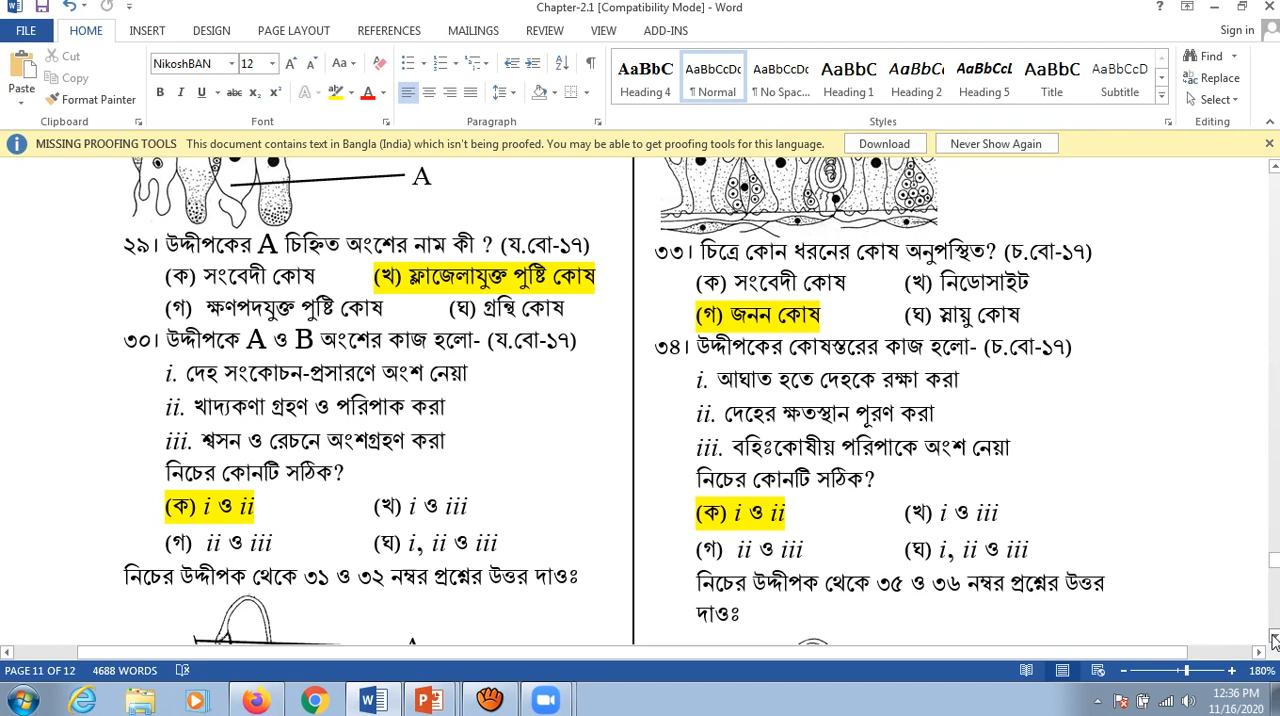 Chapter-2.1 [Compatibility Mode] - Word
FILE HOME INSERT DESIGN PAGE LAYOUT REFERENCES MAILINGS REVIEW VIEW ADD-INS Sign in
Paste
Cut
Copy
Format Painter
Clipboard
NikoshBAN 12
Font
Paragraph
AaBbC Heading 4
AaBbCcDc ¶ Normal
AaBbCcDc ¶ No Spac...
AaBbC Heading 1
AaBbCc Heading 2
AaBbCcl Heading 5
AaBbC Title
AaBbCcD Subtitle
Styles
Find
Replace
Select
Editing
MISSING PROOFING TOOLS This document contains text in Bangla (India) which isn't being proofed. You may be able to get proofing tools for this language. Download Never Show Again
A
২৯। উদ্দীপকের A চিহ্নিত অংশের নাম কী ? (য.বো-১৭)
(ক) সংবেদী কোষ (খ) ফ্লাজেলাযুক্ত পুষ্টি কোষ
(গ) ক্ষণপদযুক্ত পুষ্টি কোষ (ঘ) গ্রন্থি কোষ
৩০। উদ্দীপকে A ও B অংশের কাজ হলো- (য.বো-১৭)
i. দেহ সংকোচন-প্রসারণে অংশ নেয়া
ii. খাদ্যকণা গ্রহণ ও পরিপাক করা
iii. শ্বসন ও রেচনে অংশগ্রহণ করা
নিচের কোনটি সঠিক?
(ক) i ও ii (খ) i ও iii
(গ) ii ও iii (ঘ) i, ii ও iii
নিচের উদ্দীপক থেকে ৩১ ও ৩২ নম্বর প্রশ্নের উত্তর দাওঃ
৩৩। চিত্রে কোন ধরনের কোষ অনুপস্থিত? (চ.বো-১৭)
(ক) সংবেদী কোষ (খ) নিডোসাইট
(গ) জনন কোষ (ঘ) স্নায়ু কোষ
৩৪। উদ্দীপকের কোষস্তরের কাজ হলো- (চ.বো-১৭)
i. আঘাত হতে দেহকে রক্ষা করা
ii. দেহের ক্ষতস্থান পূরণ করা
iii. বহিঃকোষীয় পরিপাকে অংশ নেয়া
নিচের কোনটি সঠিক?
(ক) i ও ii (খ) i ও iii
(গ) ii ও iii (ঘ) i, ii ও iii
নিচের উদ্দীপক থেকে ৩৫ ও ৩৬ নম্বর প্রশ্নের উত্তর
দাওঃ
PAGE 11 OF 12 4688 WORDS 180%
12:36 PM
11/16/2020